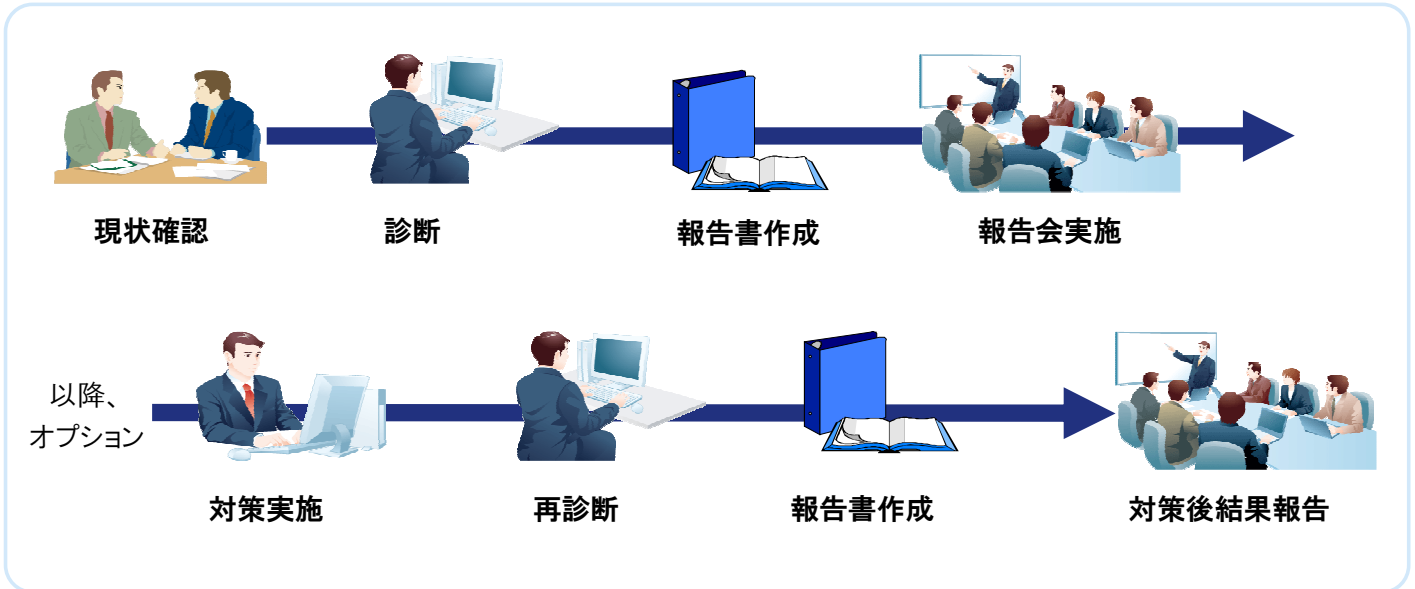 現状確認
診断
報告書作成
報告会実施
以降、
オプション
対策実施
再診断
報告書作成
対策後結果報告